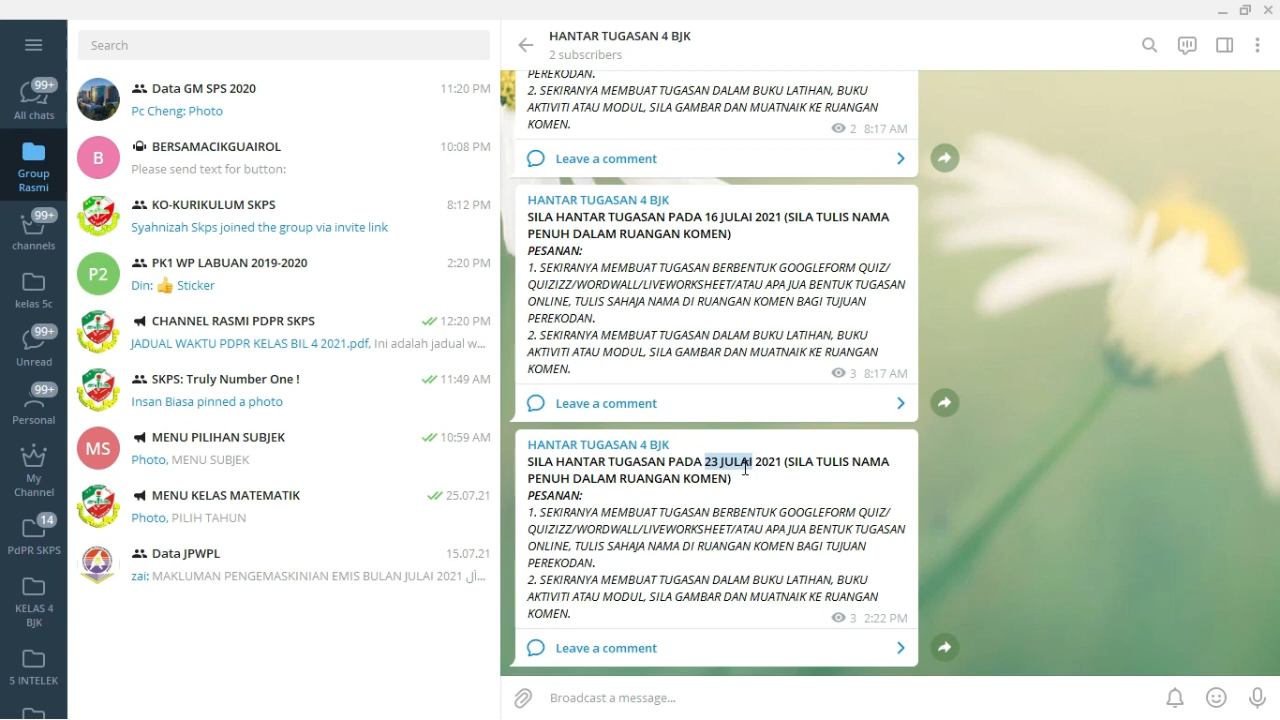 Search
99+
All chats
Group
Rasmi
99+
channels
kelas 5c
99+
Unread
99+
Personal
My
Channel
14
PdPR SKPS
KELAS 4
BJK
5 INTELEK
Data GM SPS 2020
11:20 PM
Pc Cheng: Photo
B
BERSAMACIKGUAIROL
10:08 PM
Please send text for button:
KO-KURIKULUM SKPS
8:12 PM
Syahnizah Skps joined the group via invite link
P2
PK1 WP LABUAN 2019-2020
2:20 PM
Din: 👍 Sticker
CHANNEL RASMI PDPR SKPS
12:20 PM
JADUAL WAKTU PDPR KELAS BIL 4 2021.pdf, Ini adalah jadual w...
SKPS: Truly Number One !
11:49 AM
Insan Biasa pinned a photo
MS
MENU PILIHAN SUBJEK
10:59 AM
Photo, MENU SUBJEK
MENU KELAS MATEMATIK
25.07.21
Photo, PILIH TAHUN
Data JPWPL
15.07.21
zai: MAKLUMAN PENGEMASKINIAN EMIS BULAN JULAI 2021
HANTAR TUGASAN 4 BJK
2 subscribers
PEREKODAN.
2. SEKIRANYA MEMBUAT TUGASAN DALAM BUKU LATIHAN, BUKU
AKTIVITI ATAU MODUL, SILA GAMBAR DAN MUATNAIK KE RUANGAN
KOMEN.
2 8:17 AM
Leave a comment
HANTAR TUGASAN 4 BJK
SILA HANTAR TUGASAN PADA 16 JULAI 2021 (SILA TULIS NAMA
PENUH DALAM RUANGAN KOMEN)
PESANAN:
1. SEKIRANYA MEMBUAT TUGASAN BERBENTUK GOOGLEFORM QUIZ/
QUIZIZZ/WORDWALL/LIVEWORKSHEET/ATAU APA JUA BENTUK TUGASAN
ONLINE, TULIS SAHAJA NAMA DI RUANGAN KOMEN BAGI TUJUAN
PEREKODAN.
2. SEKIRANYA MEMBUAT TUGASAN DALAM BUKU LATIHAN, BUKU
AKTIVITI ATAU MODUL, SILA GAMBAR DAN MUATNAIK KE RUANGAN
KOMEN.
3 8:17 AM
Leave a comment
HANTAR TUGASAN 4 BJK
SILA HANTAR TUGASAN PADA 23 JULAI 2021 (SILA TULIS NAMA
PENUH DALAM RUANGAN KOMEN)
PESANAN:
1. SEKIRANYA MEMBUAT TUGASAN BERBENTUK GOOGLEFORM QUIZ/
QUIZIZZ/WORDWALL/LIVEWORKSHEET/ATAU APA JUA BENTUK TUGASAN
ONLINE, TULIS SAHAJA NAMA DI RUANGAN KOMEN BAGI TUJUAN
PEREKODAN.
2. SEKIRANYA MEMBUAT TUGASAN DALAM BUKU LATIHAN, BUKU
AKTIVITI ATAU MODUL, SILA GAMBAR DAN MUATNAIK KE RUANGAN
KOMEN.
3 2:22 PM
Leave a comment
Broadcast a message...